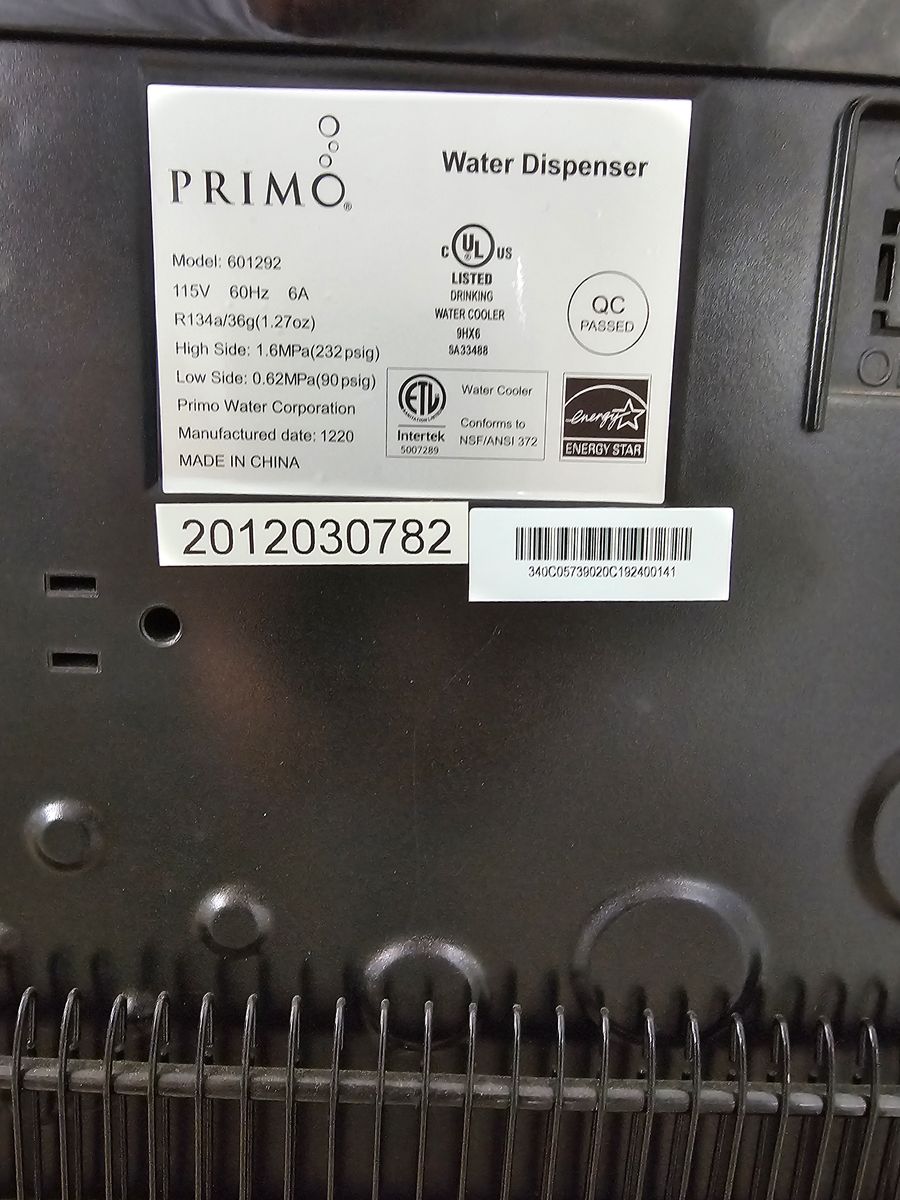 PRIMO®
Water Dispenser
Model: 601292
115V 60Hz 6A
R134a/36g(1.27oz)
High Side: 1.6MPa(232psig)
Low Side: 0.62MPa(90psig)
Primo Water Corporation
Manufactured date: 1220
MADE IN CHINA
C UL® US
LISTED
DRINKING
WATER COOLER
9HX6
SA33488
QC
PASSED
ETL
Intertek
5007289
Water Cooler
Conforms to
NSF/ANSI 372
energy
ENERGY STAR
2012030782
340C05739020C192400141